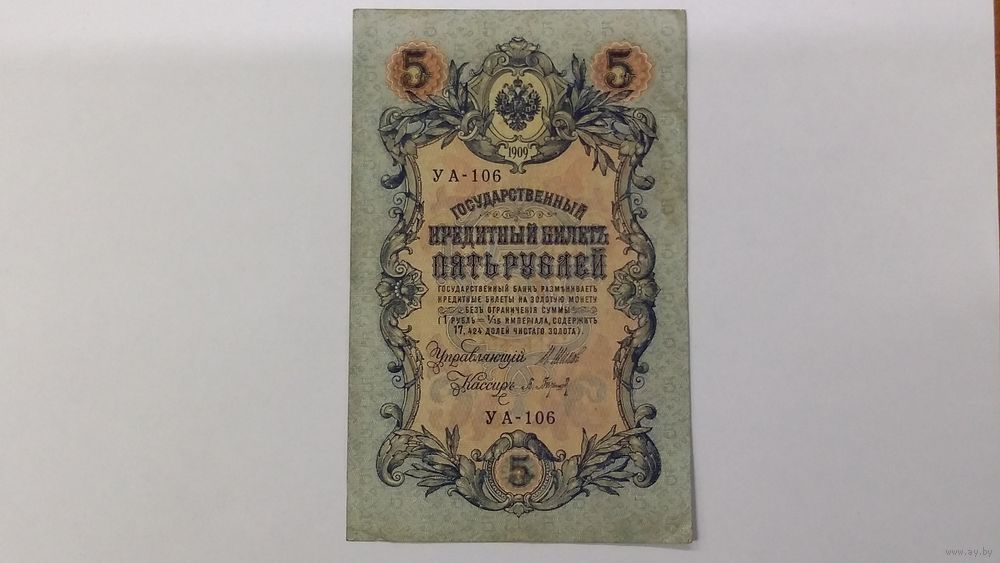 5 5
1909
УА-106
ГОСУДАРСТВЕННЫЙ
КРЕДИТНЫЙ БИЛЕТЪ
ПЯТЬ РУБЛЕЙ
ГОСУДАРСТВЕННЫЙ БАНКЪ РАЗМѢНИВАЕТЪ
КРЕДИТНЫЕ БИЛЕТЫ НА ЗОЛОТУЮ МОНЕТУ
БЕЗЪ ОГРАНИЧЕНІЯ СУММЫ
(1 РУБЛЬ = 1/15 ИМПЕРІАЛА, СОДЕРЖИТЪ
17,424 ДОЛЕЙ ЧИСТАГО ЗОЛОТА).
Управляющій
Кассиръ
УА-106
5
www.ay.by